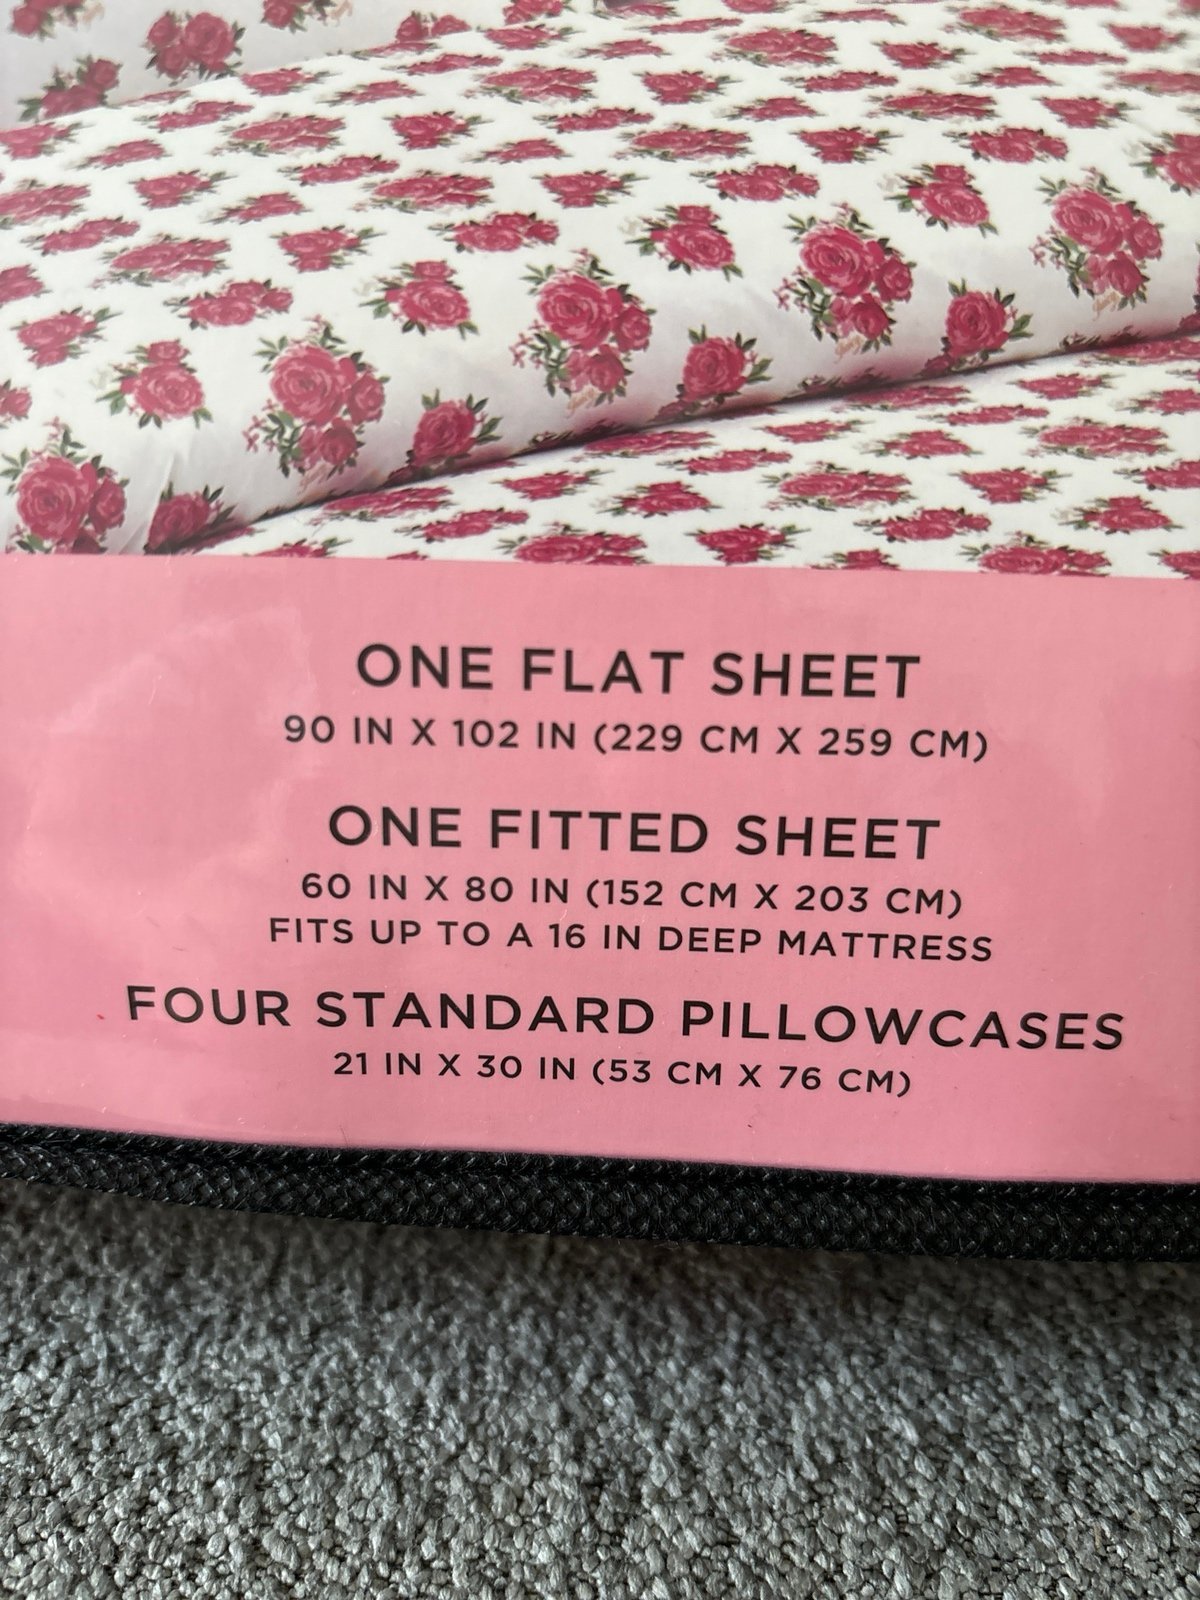 ONE FLAT SHEET
90 IN X 102 IN (229 CM X 259 CM)
ONE FITTED SHEET
60 IN X 80 IN (152 CM X 203 CM)
FITS UP TO A 16 IN DEEP MATTRESS
FOUR STANDARD PILLOWCASES
21 IN X 30 IN (53 CM X 76 CM)